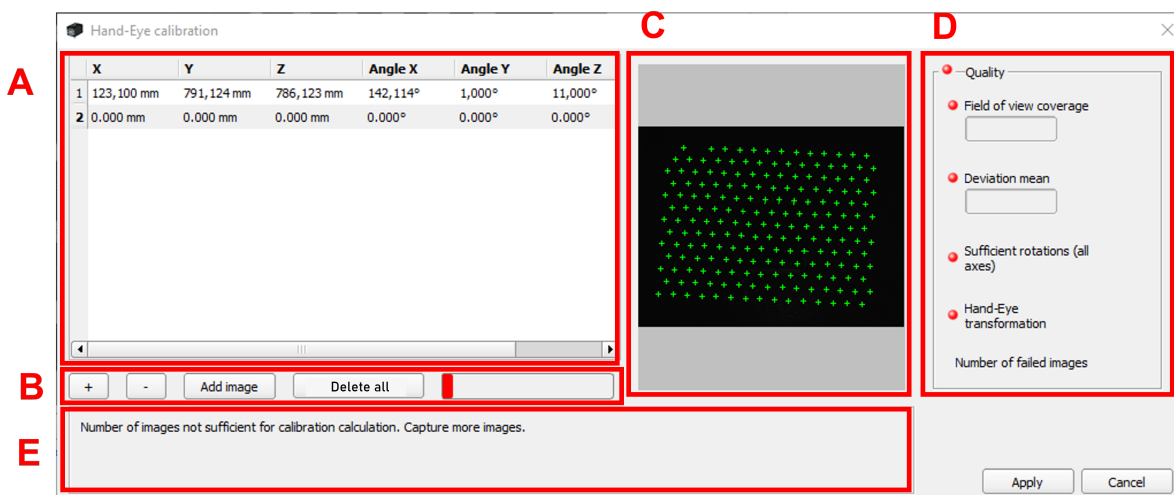 Hand-Eye calibration
C
D
A
X Y Z Angle X Angle Y Angle Z
1 123,100 mm 791,124 mm 786,123 mm 142,114° 1,000° 11,000°
2 0.000 mm 0.000 mm 0.000 mm 0.000° 0.000° 0.000°
Quality
Field of view coverage
Deviation mean
Sufficient rotations (all
axes)
Hand-Eye
transformation
Number of failed images
B
+ - Add image Delete all
E
Number of images not sufficient for calibration calculation. Capture more images.
Apply Cancel